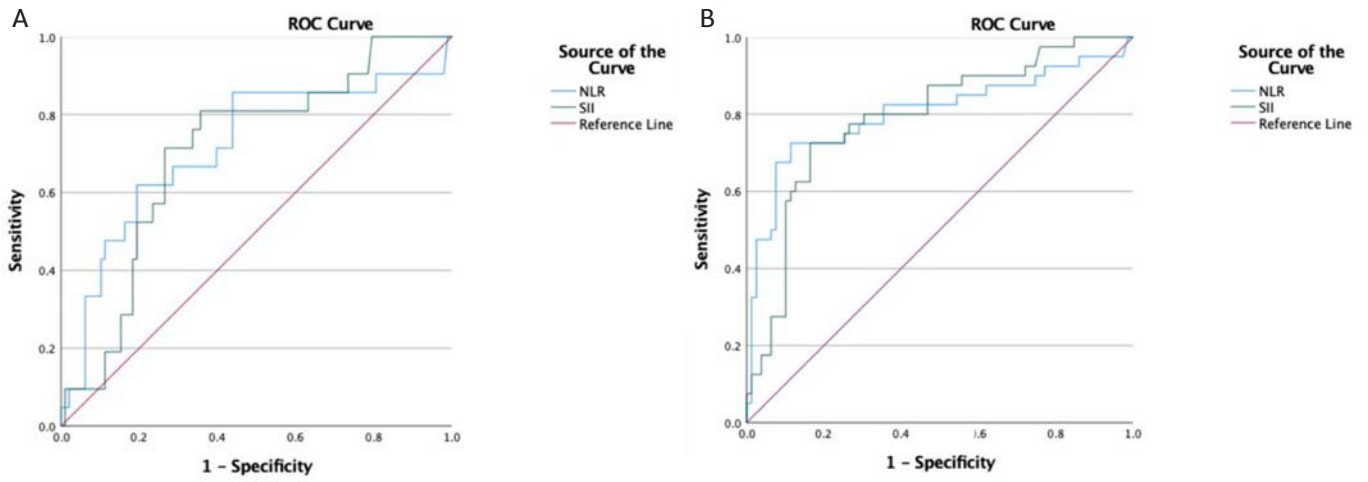 A
ROC Curve
1.0
0.8
0.6
0.4
0.2
0.0
0.0 0.2 0.4 0.6 0.8 1.0
Sensitivity
1 – Specificity
Source of the
Curve
NLR
SII
Reference Line
B
ROC Curve
1.0
0.8
0.6
0.4
0.2
0.0
0.0 0.2 0.4 ).6 0.8 1.0
Sensitivity
1 – Specificity
Source of the
Curve
NLR
SII
Reference Line